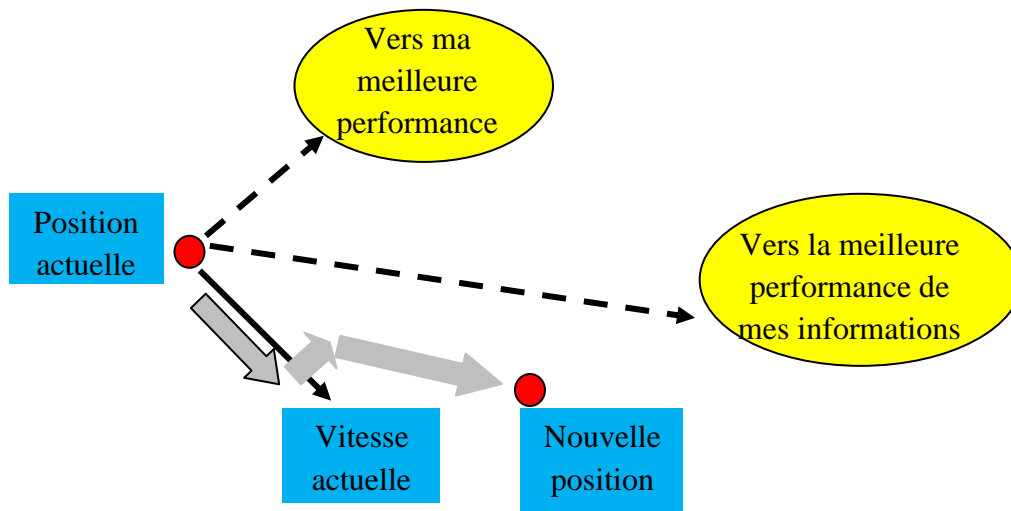 Vers ma
meilleure
performance
Position
actuelle
Vers la meilleure
performance de
mes informations
Vitesse
actuelle
Nouvelle
position